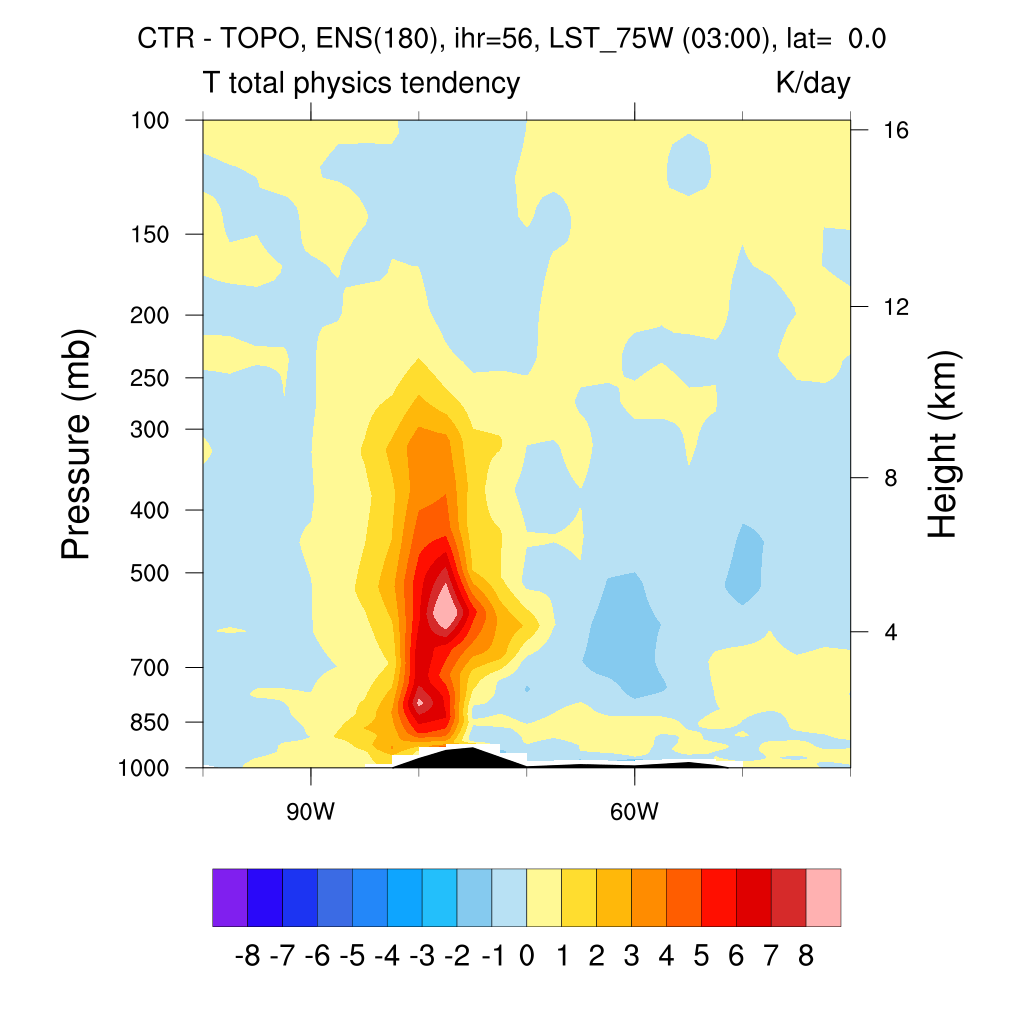 CTR - TOPO, ENS(180), ihr=56, LST_75W (03:00), lat=  0.0
T total physics tendency K/day
100
150
200
250
300
400
500
700
850
1000
Pressure (mb)
16
12
8
4
Height (km)
90W 60W
-8 -7 -6 -5 -4 -3 -2 -1 0 1 2 3 4 5 6 7 8